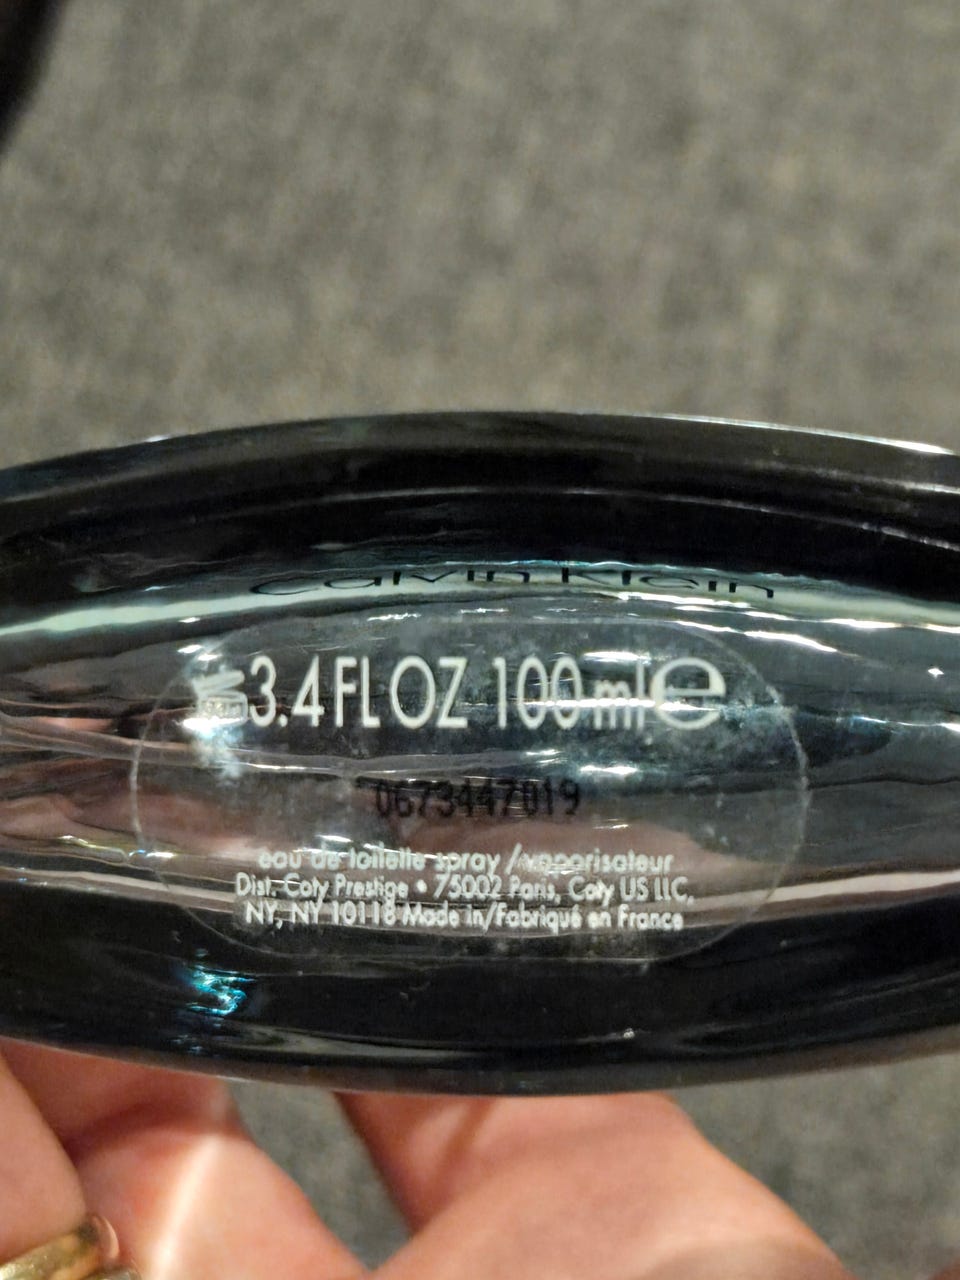 Calvin Klein
3.4 FL OZ 100 ml e
0673447019
eau de toilette spray / vaporisateur
Dist. Coty Prestige • 75002 Paris, Coty US LLC,
NY, NY 10118 Made in/Fabriqué en France